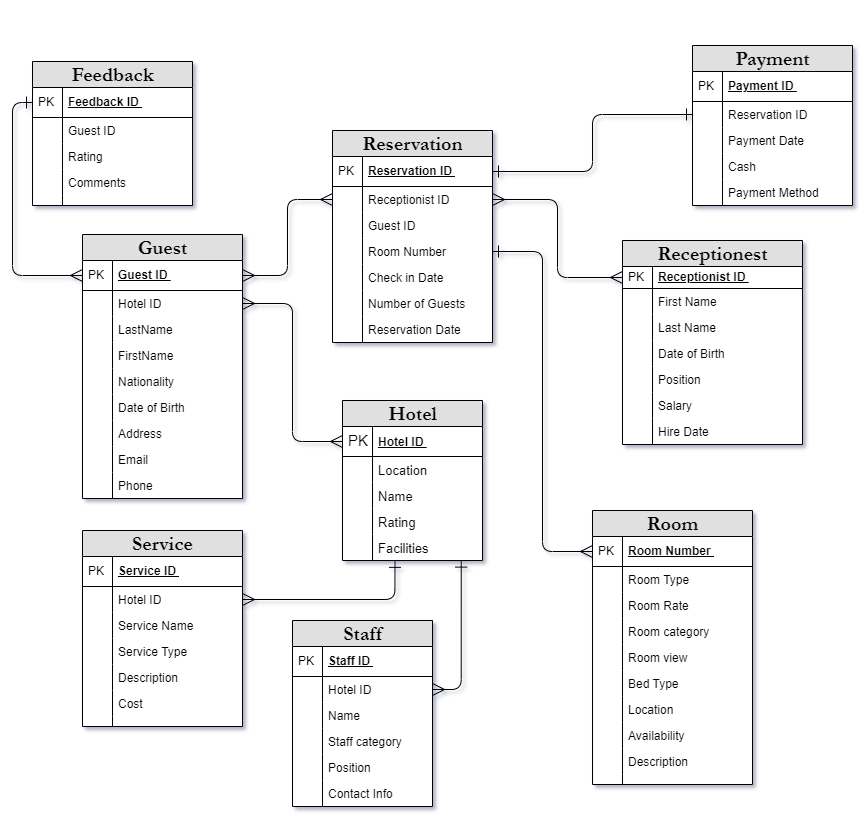 Feedback
PK Feedback ID
Guest ID
Rating
Comments
Payment
PK Payment ID
Reservation ID
Payment Date
Cash
Payment Method
Reservation
PK Reservation ID
Receptionist ID
Guest ID
Room Number
Check in Date
Number of Guests
Reservation Date
Guest
PK Guest ID
Hotel ID
LastName
FirstName
Nationality
Date of Birth
Address
Email
Phone
Receptionest
PK Receptionist ID
First Name
Last Name
Date of Birth
Position
Salary
Hire Date
Hotel
PK Hotel ID
Location
Name
Rating
Facilities
Service
PK Service ID
Hotel ID
Service Name
Service Type
Description
Cost
Staff
PK Staff ID
Hotel ID
Name
Staff category
Position
Contact Info
Room
PK Room Number
Room Type
Room Rate
Room category
Room view
Bed Type
Location
Availability
Description